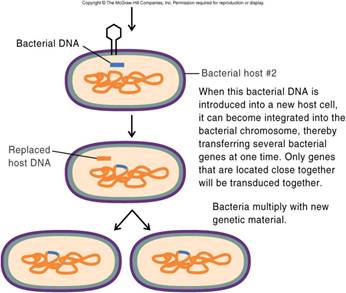 Copyright © The McGraw-Hill Companies, Inc. Permission required for reproduction or display.
Bacterial DNA
Bacterial host #2
When this bacterial DNA is
introduced into a new host cell,
it can become integrated into the
bacterial chromosome, thereby
transferring several bacterial
genes at one time. Only genes
that are located close together
will be transduced together.
Replaced
host DNA
Bacteria multiply with new
genetic material.